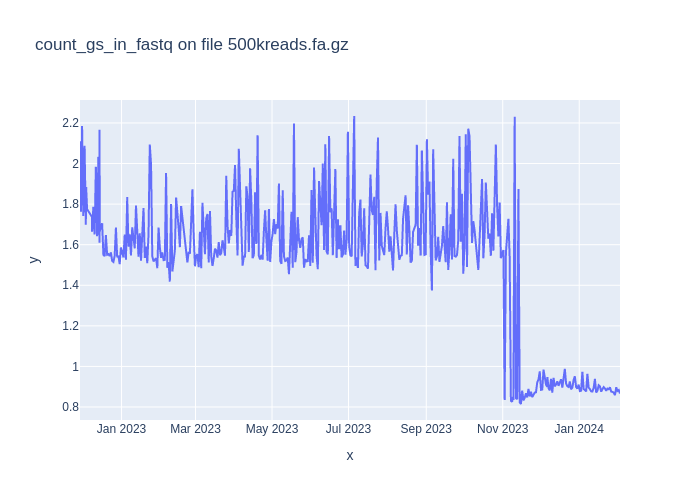 count_gs_in_fastq on file 500kreads.fa.gz
2.2
2
1.8
1.6
1.4
1.2
1
0.8
y
Jan 2023 Mar 2023 May 2023 Jul 2023 Sep 2023 Nov 2023 Jan 2024
x